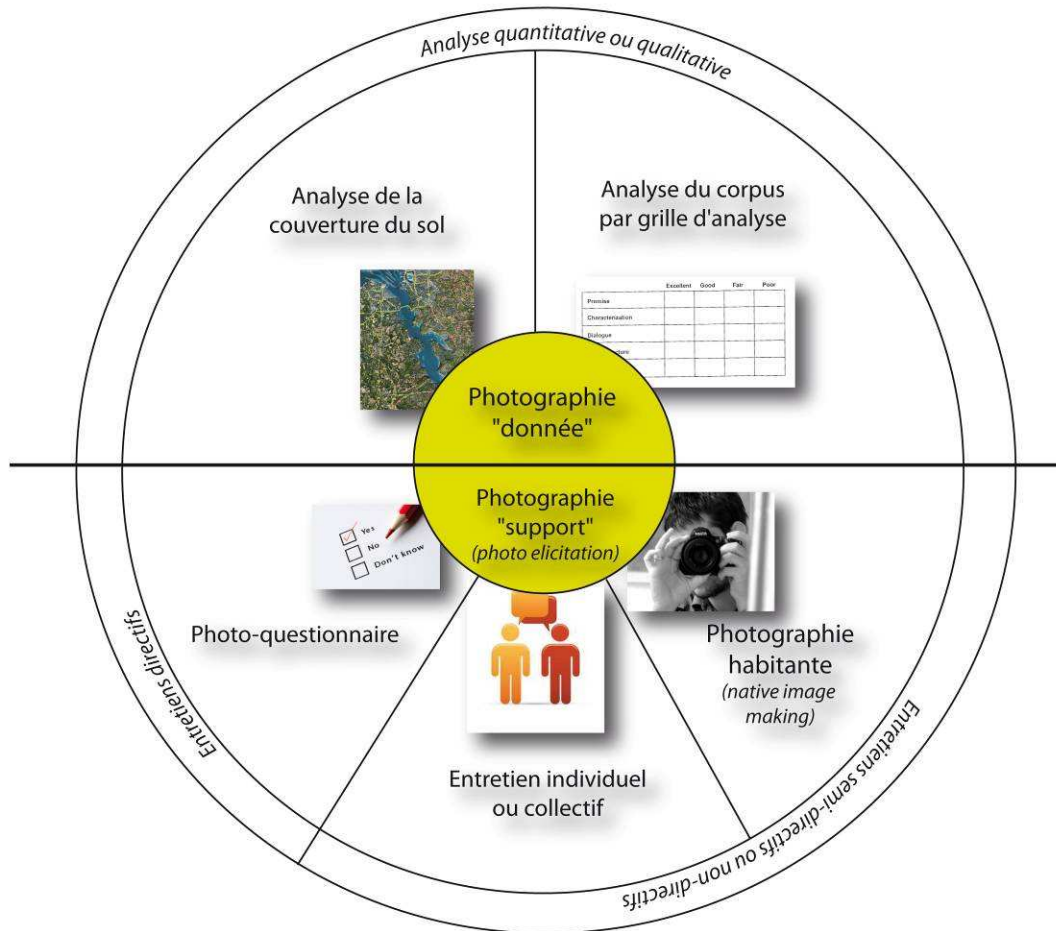 Analyse quantitative ou qualitative
Analyse de la
couverture du sol
Analyse du corpus
par grille d'analyse
Excellent Good Fair Poor
Premise
Characterisation
Dialogue
Photographie
"donnée"
Photographie
"support"
(photo elicitation)
Yes
No
Don't know
Photo-questionnaire
Photographie
habitante
(native image
making)
Entretien individuel
ou collectif
Entretiens directifs
Entretiens semi-directifs ou non-directifs